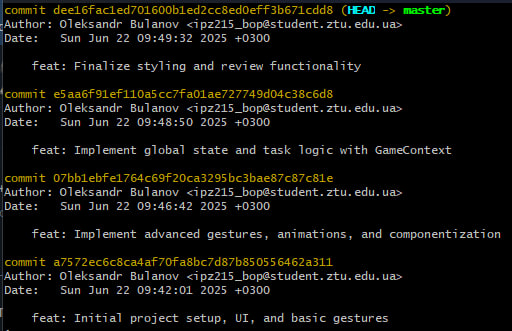 commit dee16fac1ed701600b1ed2cc8ed0eff3b671cdd8 (HEAD -> master)
Author: Oleksandr Bulanov <ipz215_bop@student.ztu.edu.ua>
Date:   Sun Jun 22 09:49:32 2025 +0300
feat: Finalize styling and review functionality
commit e5aa6f91ef110a5cc7fa01ae727749d04c38c6d8
Author: Oleksandr Bulanov <ipz215_bop@student.ztu.edu.ua>
Date:   Sun Jun 22 09:48:50 2025 +0300
feat: Implement global state and task logic with GameContext
commit 07bb1ebfe1764c69f20ca3295bc3bae87c87c81e
Author: Oleksandr Bulanov <ipz215_bop@student.ztu.edu.ua>
Date:   Sun Jun 22 09:46:42 2025 +0300
feat: Implement advanced gestures, animations, and componentization
commit a7572ec6c8ca4af70fa8bc7d87b850556462a311
Author: Oleksandr Bulanov <ipz215_bop@student.ztu.edu.ua>
Date:   Sun Jun 22 09:42:01 2025 +0300
feat: Initial project setup, UI, and basic gestures